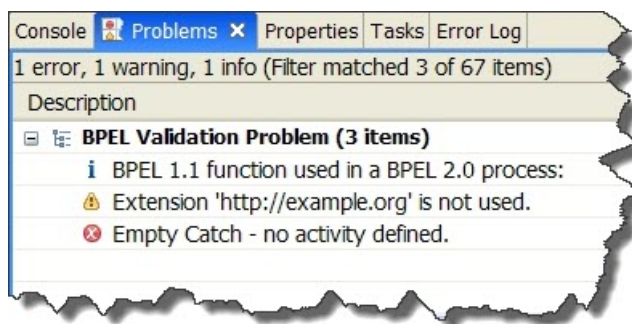 Console Problems Properties Tasks Error Log
1 error, 1 warning, 1 info (Filter matched 3 of 67 items)
Description
BPEL Validation Problem (3 items)
BPEL 1.1 function used in a BPEL 2.0 process:
Extension 'http://example.org' is not used.
Empty Catch - no activity defined.